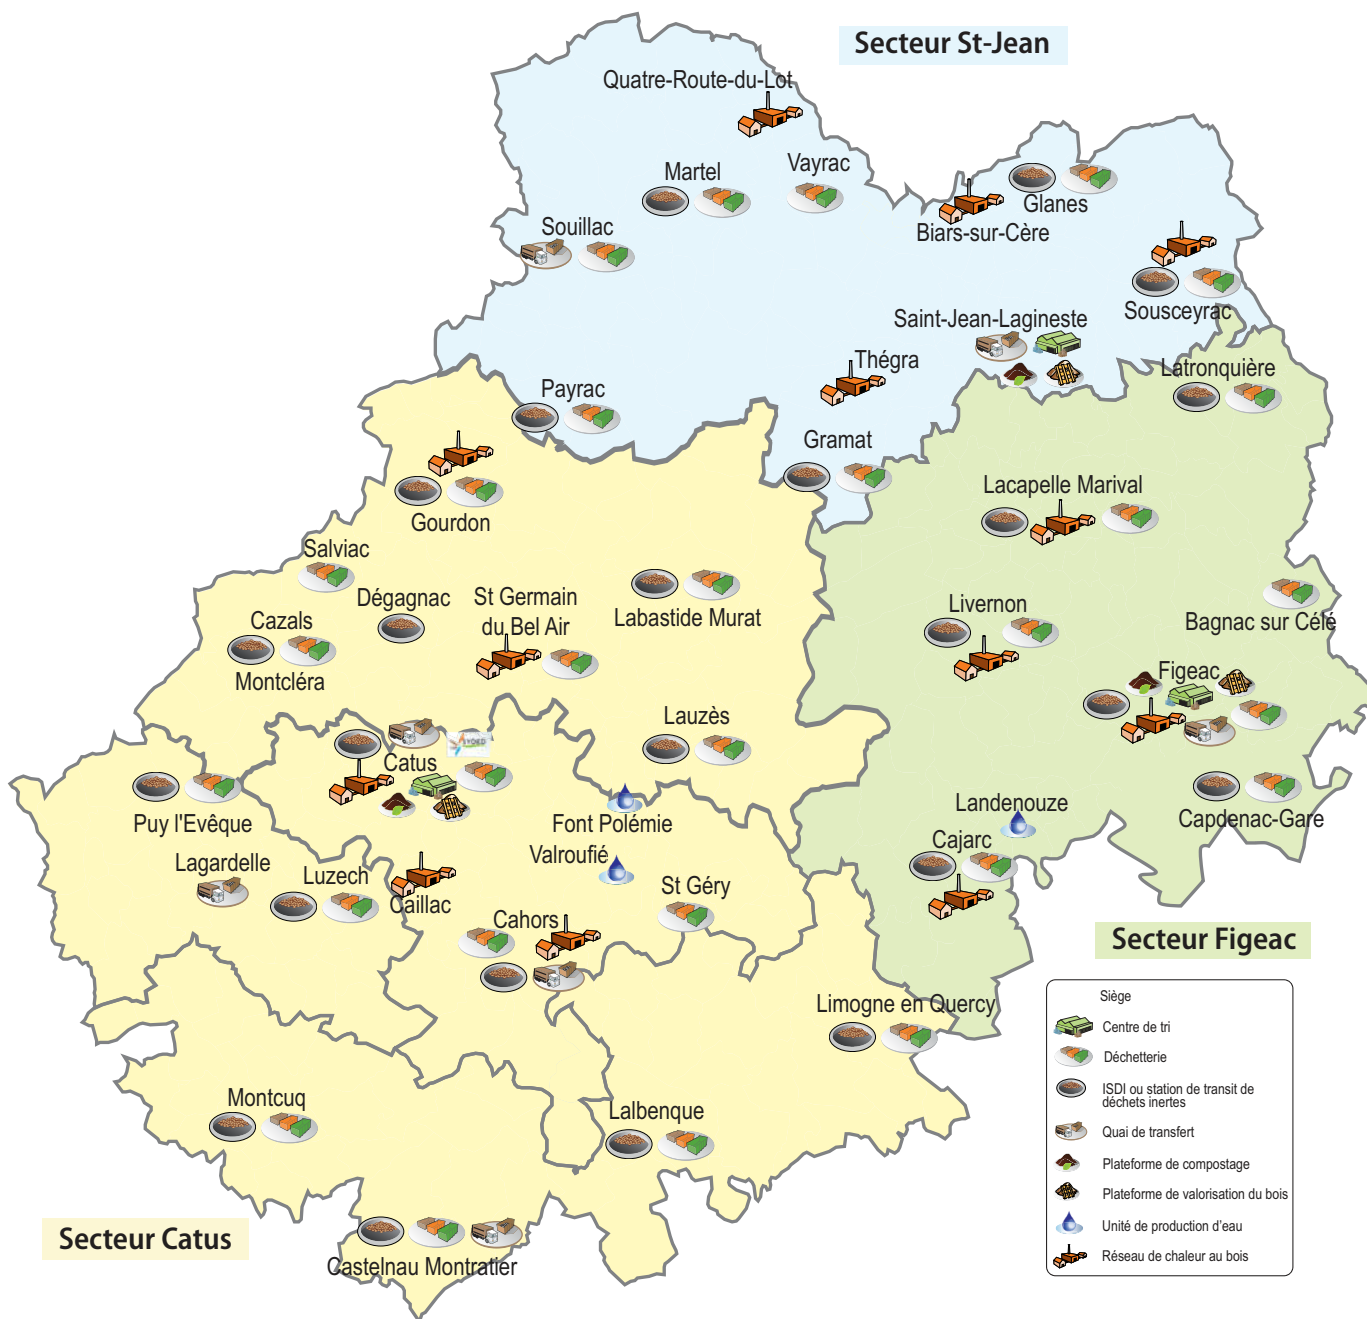 Secteur St-Jean
Quatre-Route-du-Lot
Martel
Vayrac
Glanes
Biars-sur-Cère
Souillac
Sousceyrac
Saint-Jean-Lagineste
Thégra
Latronquière
Payrac
Gramat
Lacapelle Marival
Gourdon
Salviac
Dégagnac
St Germain
du Bel Air
Labastide Murat
Cazals
Montcléra
Livernon
Bagnac sur Célé
Figeac
Lauzès
Catus
Puy l'Evêque
Font Polémie
Valroufié
Landenouze
Capdenac-Gare
Cajarc
Lagardelle
Luzech
Caillac
St Géry
Cahors
Secteur Figeac
Limogne en Quercy
Montcuq
Lalbenque
Secteur Catus
Castelnau Montratier
Siège
Centre de tri
Déchetterie
ISDI ou station de transit de
déchets inertes
Quai de transfert
Plateforme de compostage
Plateforme de valorisation du bois
Unité de production d'eau
Réseau de chaleur au bois